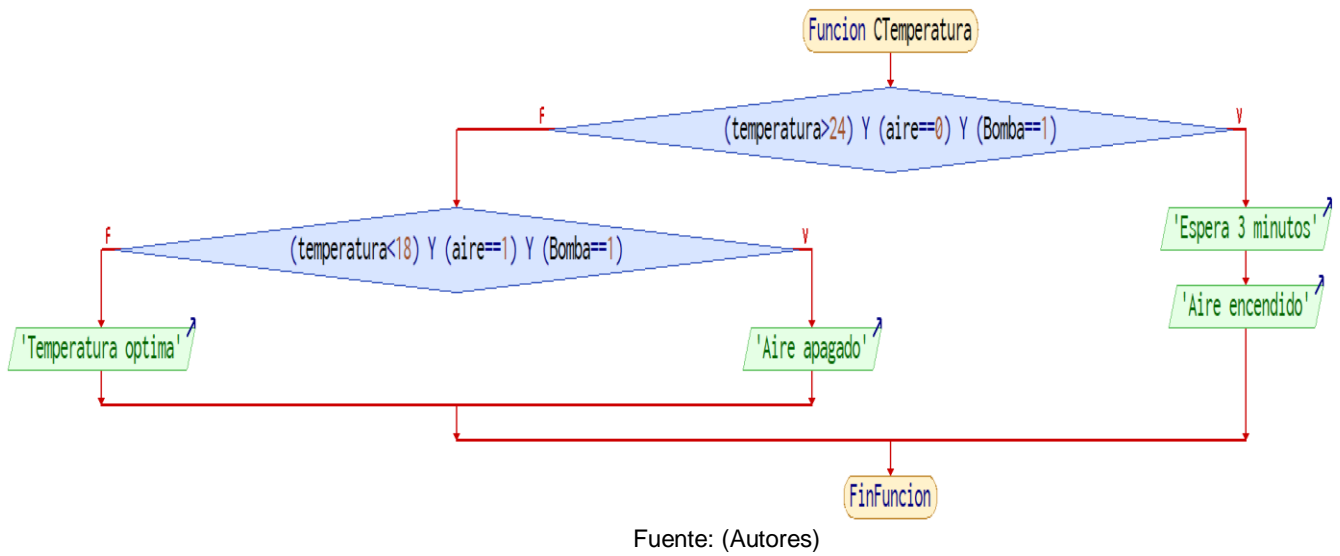 Funcion CTemperatura
F
(temperatura>24) Y (aire==0) Y (Bomba==1)
V
F
(temperatura<18) Y (aire==1) Y (Bomba==1)
V
'Espera 3 minutos'
'Aire encendido'
'Temperatura optima'
'Aire apagado'
FinFuncion
Fuente: (Autores)